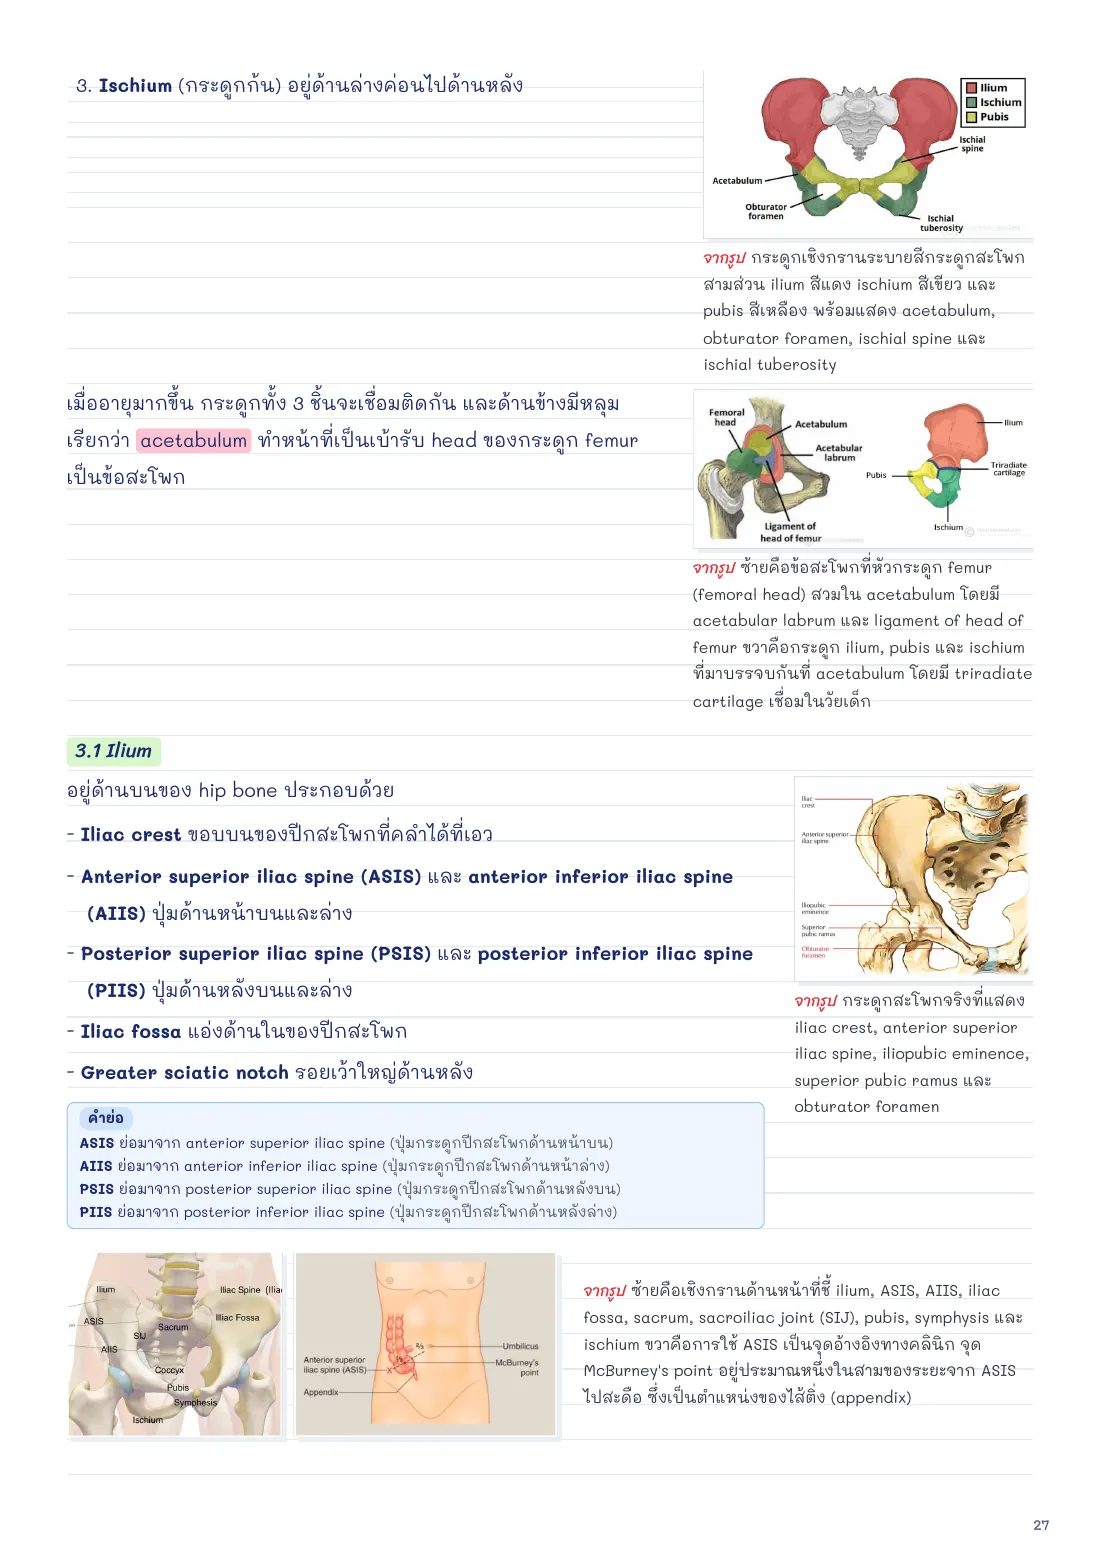 3. Ischium (กระดูกก้น) อยู่ด้านล่างค่อนไปด้านหลัง
Ilium
Ischium
Pubis
Ischial
spine
Acetabulum
Obturator
foramen
Ischial
tuberosity
จากรูป กระดูกเชิงกรานระบายสีกระดูกสะโพก
สามส่วน ilium สีแดง ischium สีเขียว และ
pubis สีเหลือง พร้อมแสดง acetabulum,
obturator foramen, ischial spine และ
ischial tuberosity
เมื่ออายุมากขึ้น กระดูกทั้ง 3 ชิ้นจะเชื่อมติดกัน และด้านข้างมีหลุม
เรียกว่า acetabulum ทำหน้าที่เป็นเบ้ารับ head ของกระดูก femur
เป็นข้อสะโพก
Femoral
head
Acetabulum
Acetabular
labrum
Ligament of
head of femur
Ilium
Pubis
Triradiate
cartilage
Ischium
จากรูป ซ้ายคือข้อสะโพกที่หัวกระดูก femur
(femoral head) สวมใน acetabulum โดยมี
acetabular labrum และ ligament of head of
femur ขวาคือกระดูก ilium, pubis และ ischium
ที่มาบรรจบกันที่ acetabulum โดยมี triradiate
cartilage เชื่อมในวัยเด็ก
3.1 Ilium
อยู่ด้านบนของ hip bone ประกอบด้วย
- Iliac crest ขอบบนของปีกสะโพกที่คลำได้ที่เอว
- Anterior superior iliac spine (ASIS) และ anterior inferior iliac spine
(AIIS) ปุ่มด้านหน้าบนและล่าง
- Posterior superior iliac spine (PSIS) และ posterior inferior iliac spine
(PIIS) ปุ่มด้านหลังบนและล่าง
- Iliac fossa แอ่งด้านในของปีกสะโพก
- Greater sciatic notch รอยเว้าใหญ่ด้านหลัง
Iliac
crest
Anterior superior
iliac spine
Iliopubic
eminence
Superior
pubic ramus
Obturator
foramen
จากรูป กระดูกสะโพกจริงที่แสดง
iliac crest, anterior superior
iliac spine, iliopubic eminence,
superior pubic ramus และ
obturator foramen
คำย่อ
ASIS ย่อมาจาก anterior superior iliac spine (ปุ่มกระดูกปีกสะโพกด้านหน้าบน)
AIIS ย่อมาจาก anterior inferior iliac spine (ปุ่มกระดูกปีกสะโพกด้านหน้าล่าง)
PSIS ย่อมาจาก posterior superior iliac spine (ปุ่มกระดูกปีกสะโพกด้านหลังบน)
PIIS ย่อมาจาก posterior inferior iliac spine (ปุ่มกระดูกปีกสะโพกด้านหลังล่าง)
Ilium
Iliac Spine (Ilia
ASIS
Illiac Fossa
Sacrum
SIJ
AIIS
Coccyx
Pubis
Symphesis
Ischium
Anterior superior
iliac spine (ASIS)
Appendix
Umbilicus
McBurney's
point
⅔
⅓
X
จากรูป ซ้ายคือเชิงกรานด้านหน้าที่ชี้ ilium, ASIS, AIIS, iliac
fossa, sacrum, sacroiliac joint (SIJ), pubis, symphysis และ
ischium ขวาคือการใช้ ASIS เป็นจุดอ้างอิงทางคลินิก จุด
McBurney's point อยู่ประมาณหนึ่งในสามของระยะจาก ASIS
ไปสะดือ ซึ่งเป็นตำแหน่งของไส้ติ่ง (appendix)
27